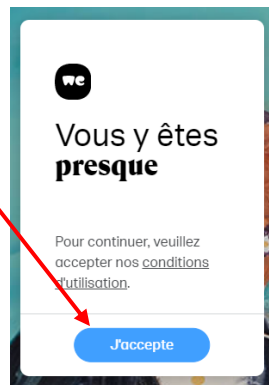 we
Vous y êtes
presque
Pour continuer, veuillez
accepter nos conditions
d'utilisation.
J'accepte